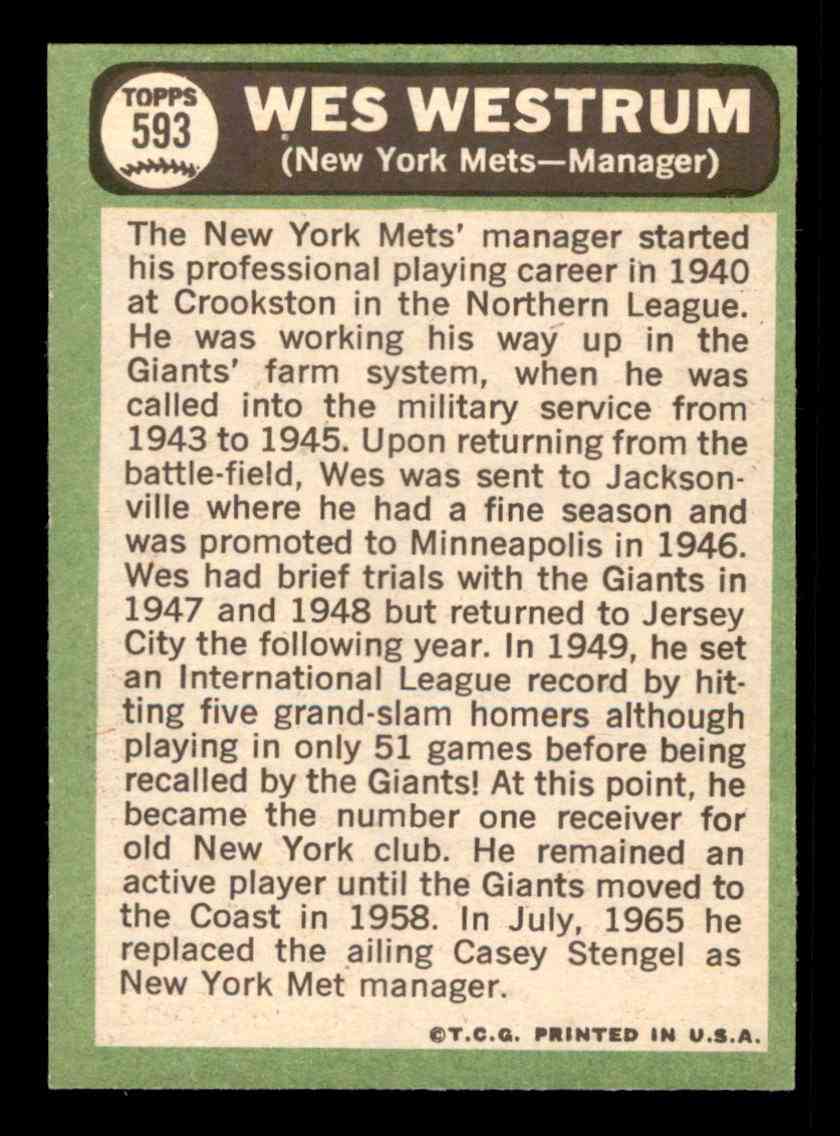 TOPPS
593
WES WESTRUM
(New York Mets—Manager)
The New York Mets' manager started
his professional playing career in 1940
at Crookston in the Northern League.
He was working his way up in the
Giants' farm system, when he was
called into the military service from
1943 to 1945. Upon returning from the
battle-field, Wes was sent to Jackson-
ville where he had a fine season and
was promoted to Minneapolis in 1946.
Wes had brief trials with the Giants in
1947 and 1948 but returned to Jersey
City the following year. In 1949, he set
an International League record by hit-
ting five grand-slam homers although
playing in only 51 games before being
recalled by the Giants! At this point, he
became the number one receiver for
old New York club. He remained an
active player until the Giants moved to
the Coast in 1958. In July, 1965 he
replaced the ailing Casey Stengel as
New York Met manager.
©T.C.G. PRINTED IN U.S.A.